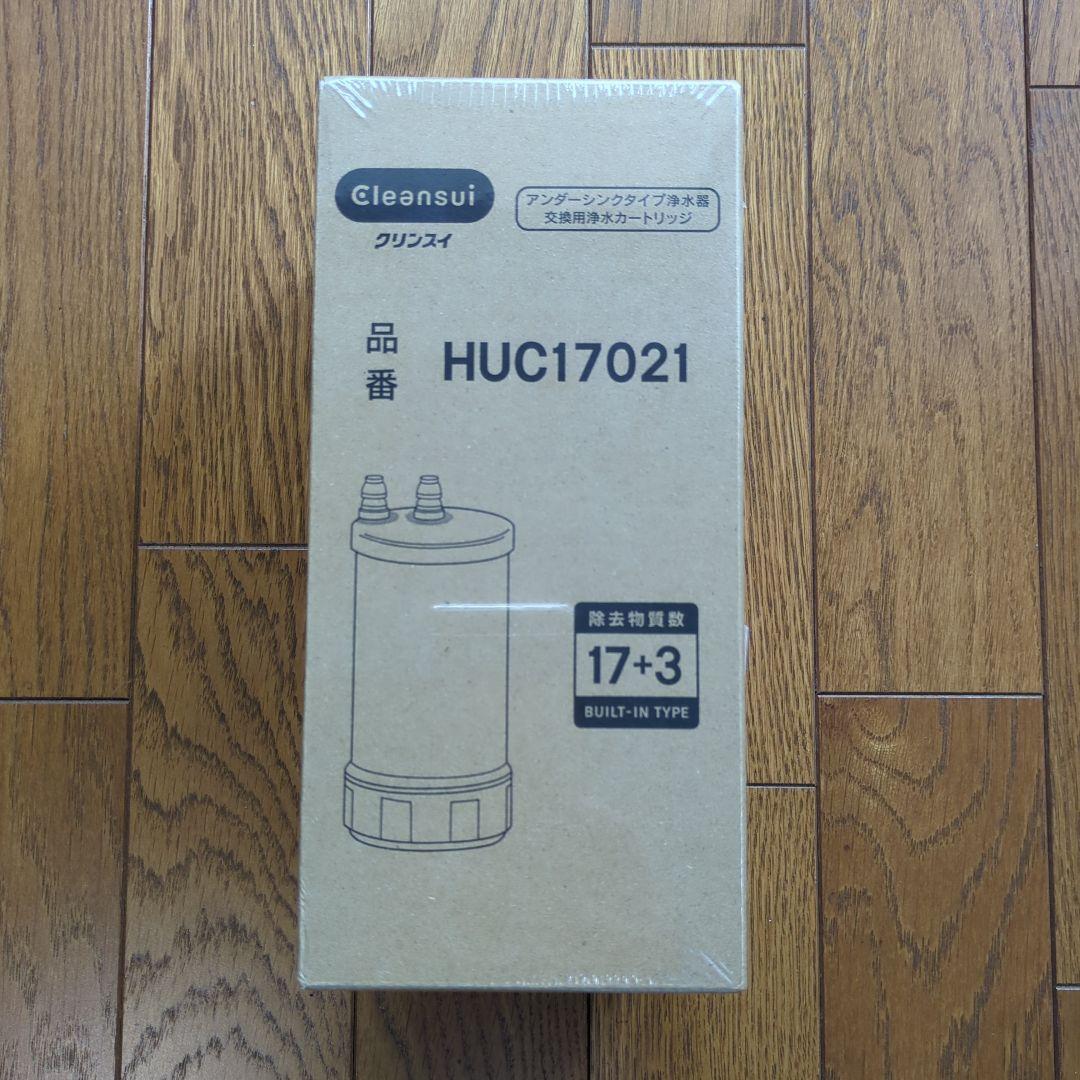 Cleansui
クリンスイ
アンダーシンクタイプ浄水器
交換用浄水カートリッジ
品番
HUC17021
除去物質数
17+3
BUILT-IN TYPE